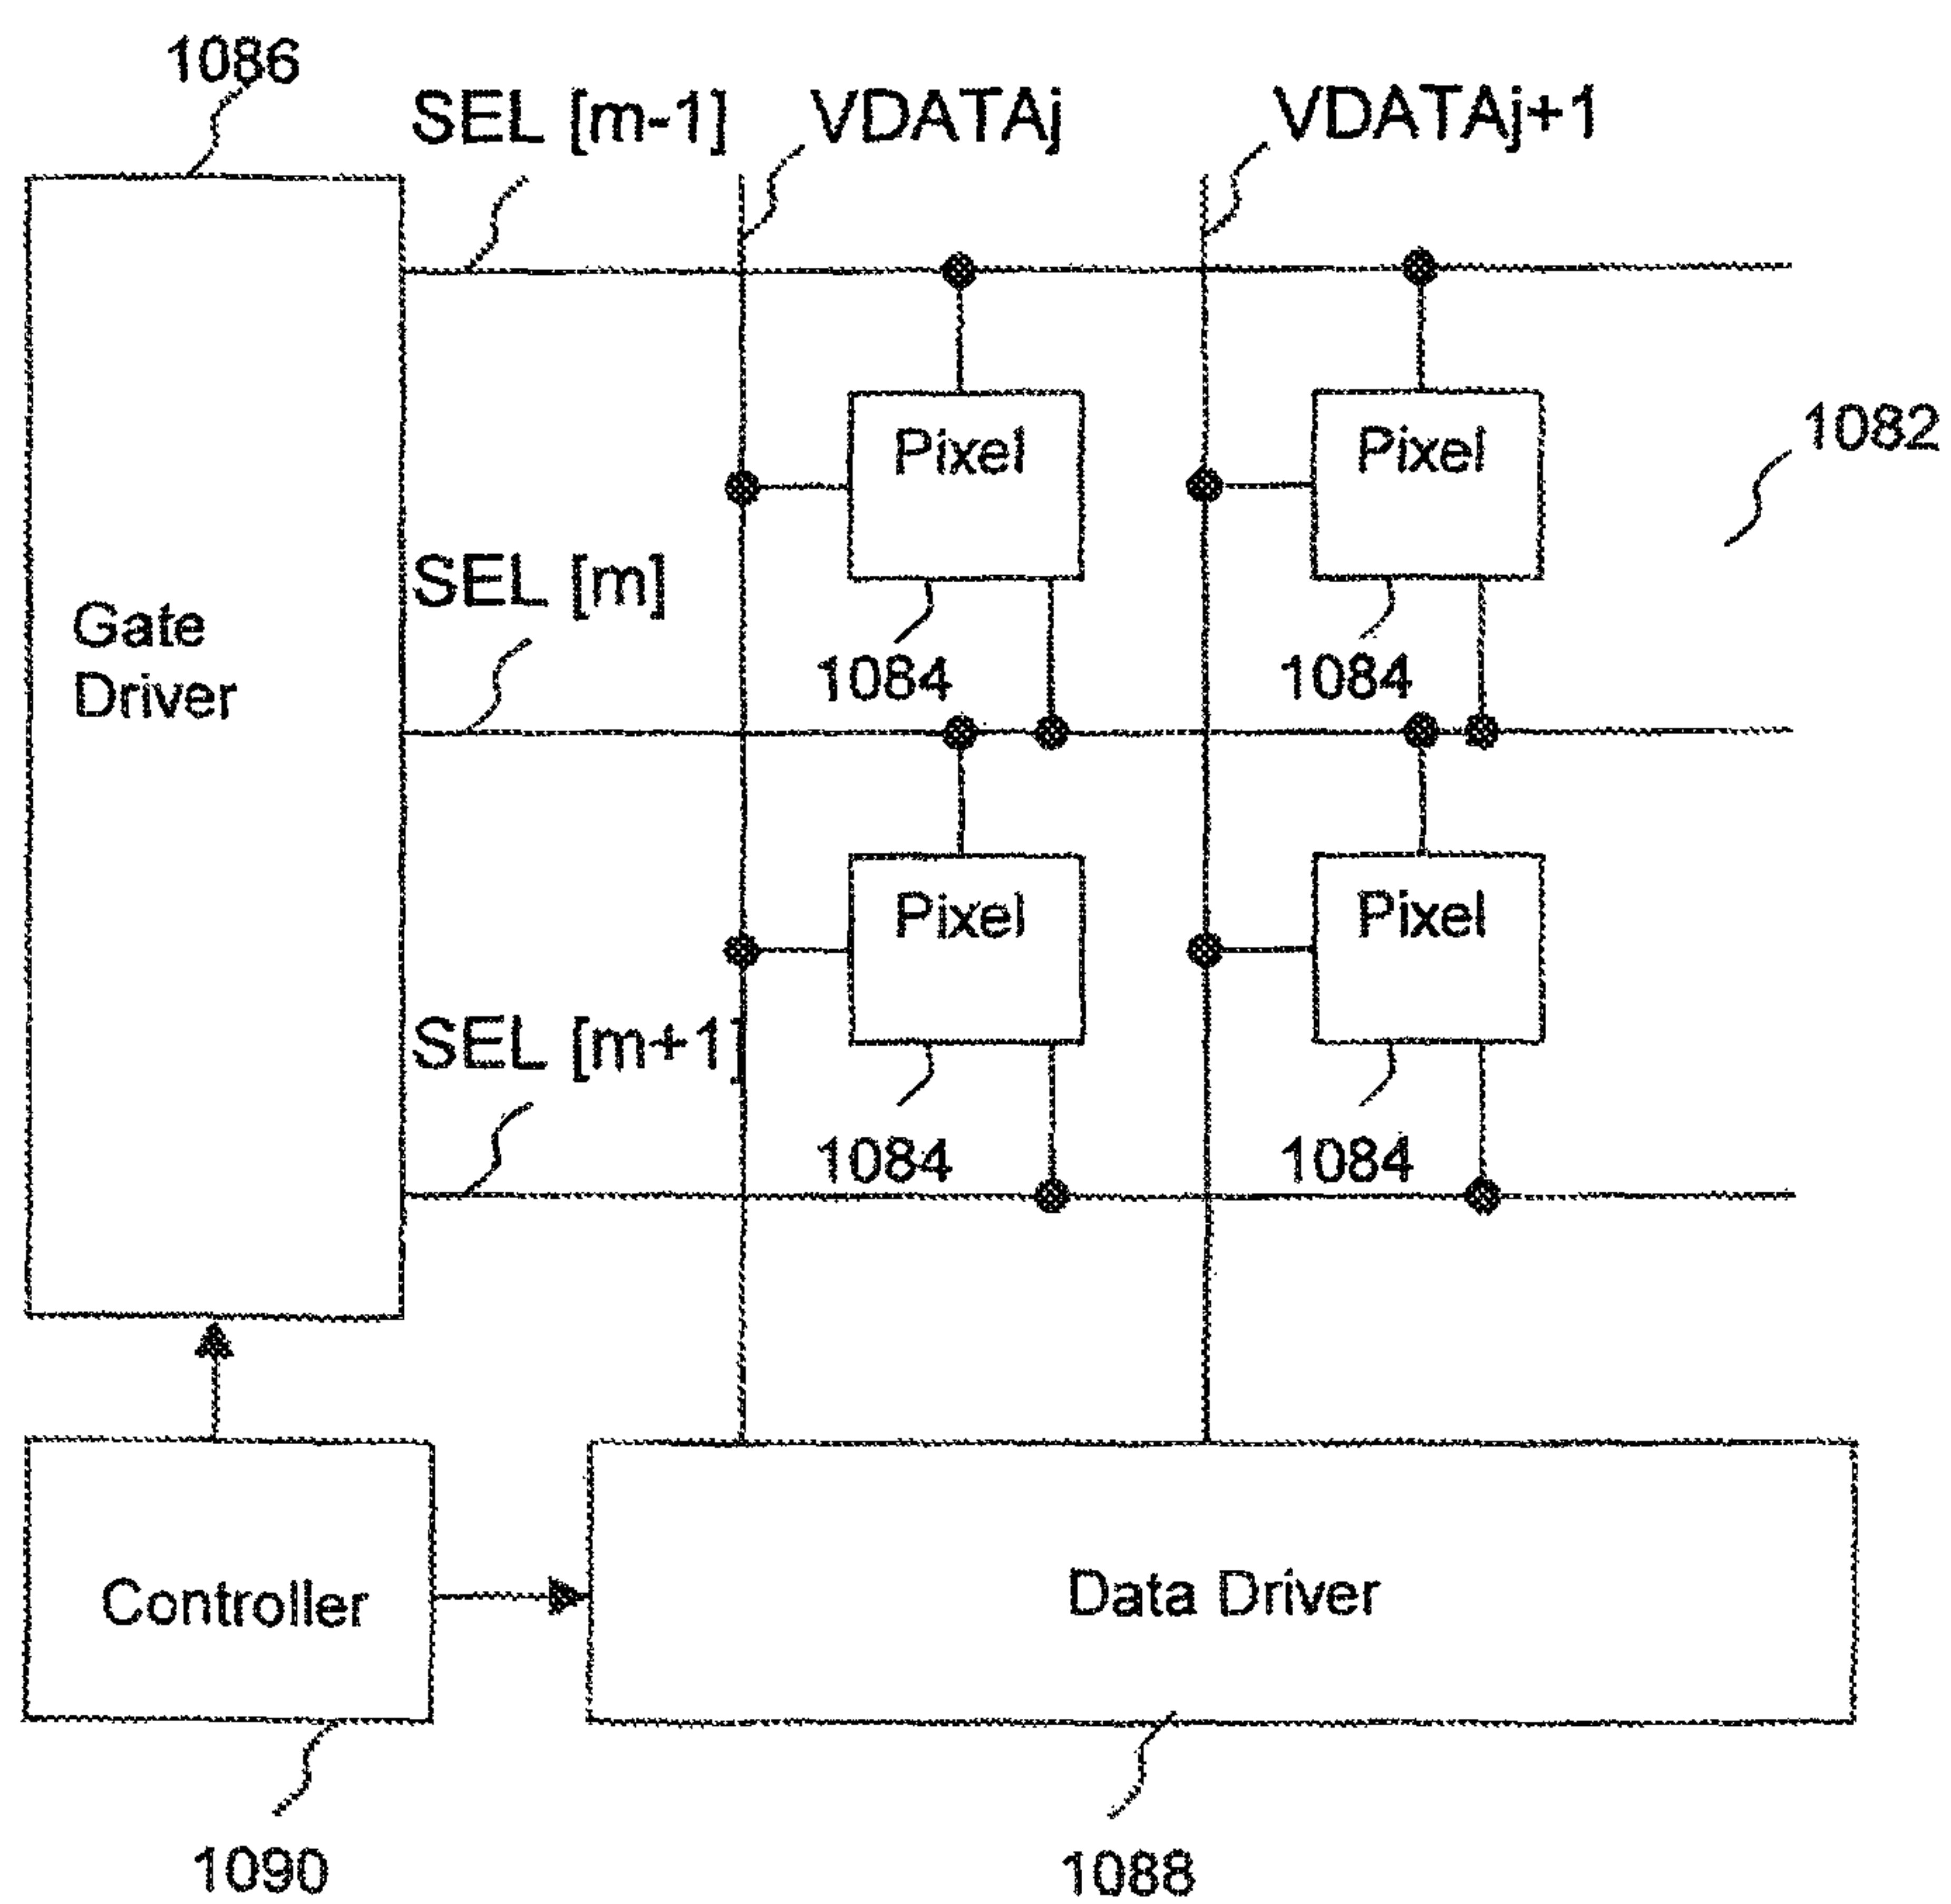 1086
SEL [m-1]
VDATAj
VDATAj+1
Pixel
Pixel
1082
SEL [m]
Gate
Driver
1084
1084
Pixel
Pixel
SEL [m+1]
1084
1084
Controller
Data Driver
1090
1088